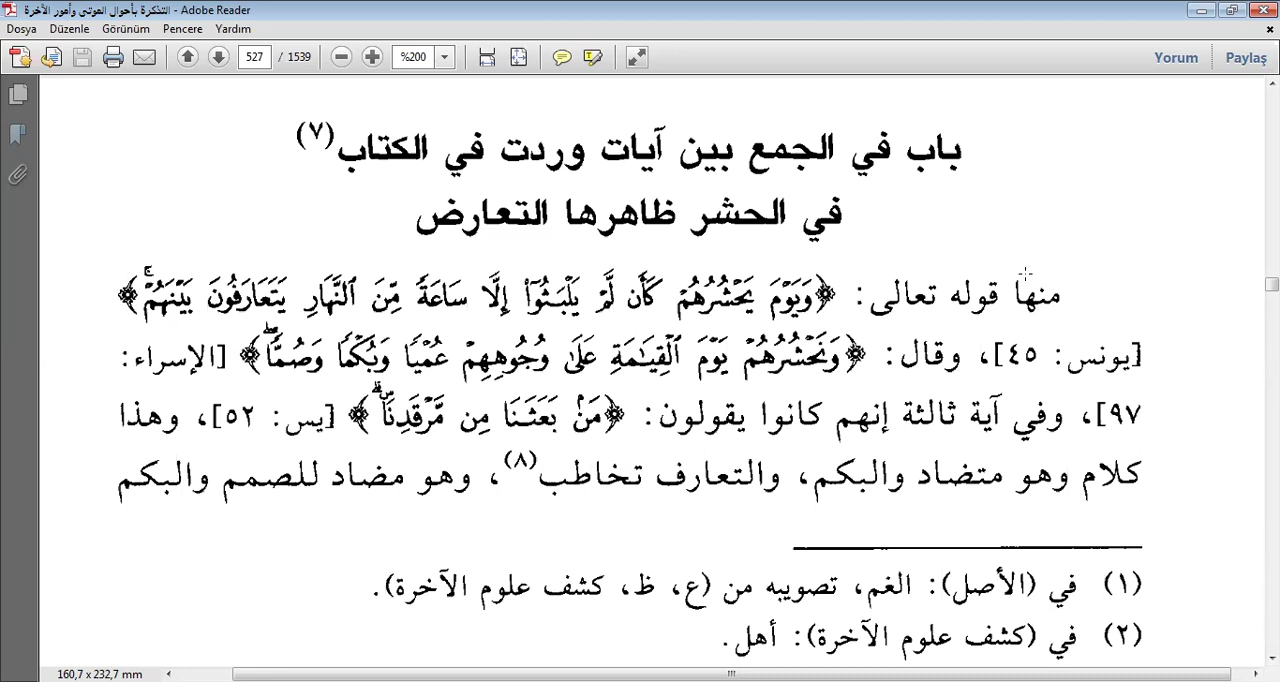 التذكرة بأحوال الموتى وأمور الآخرة - Adobe Reader
Dosya Düzenle Görünüm Pencere Yardım
527 / 1539 %200 Yorum Paylaş
باب في الجمع بين آيات وردت في الكتاب(٧)
في الحشر ظاهرها التعارض
منها قوله تعالى: ﴿وَيَوْمَ يَحْشُرُهُمْ كَأَن لَّمْ يَلْبَثُوٓا۟ إِلَّا سَاعَةً مِّنَ ٱلنَّهَارِ يَتَعَارَفُونَ بَيْنَهُمْ ۚ﴾
[يونس: ٤٥]، وقال: ﴿وَنَحْشُرُهُمْ يَوْمَ ٱلْقِيَـٰمَةِ عَلَىٰ وُجُوهِهِمْ عُمْيًا وَبُكْمًا وَصُمًّا ۖ﴾ [الإسراء:
٩٧]، وفي آية ثالثة إنهم كانوا يقولون: ﴿مَنۢ بَعَثَنَا مِن مَّرْقَدِنَا ۜ ۗ﴾ [يس: ٥٢]، وهذا
كلام وهو متضاد والبكم، والتعارف تخاطب(٨)، وهو مضاد للصمم والبكم
(١) في (الأصل): الغم، تصويبه من (ع، ظ، كشف علوم الآخرة).
(٢) في (كشف علوم الآخرة): أهل.
160,7 x 232,7 mm